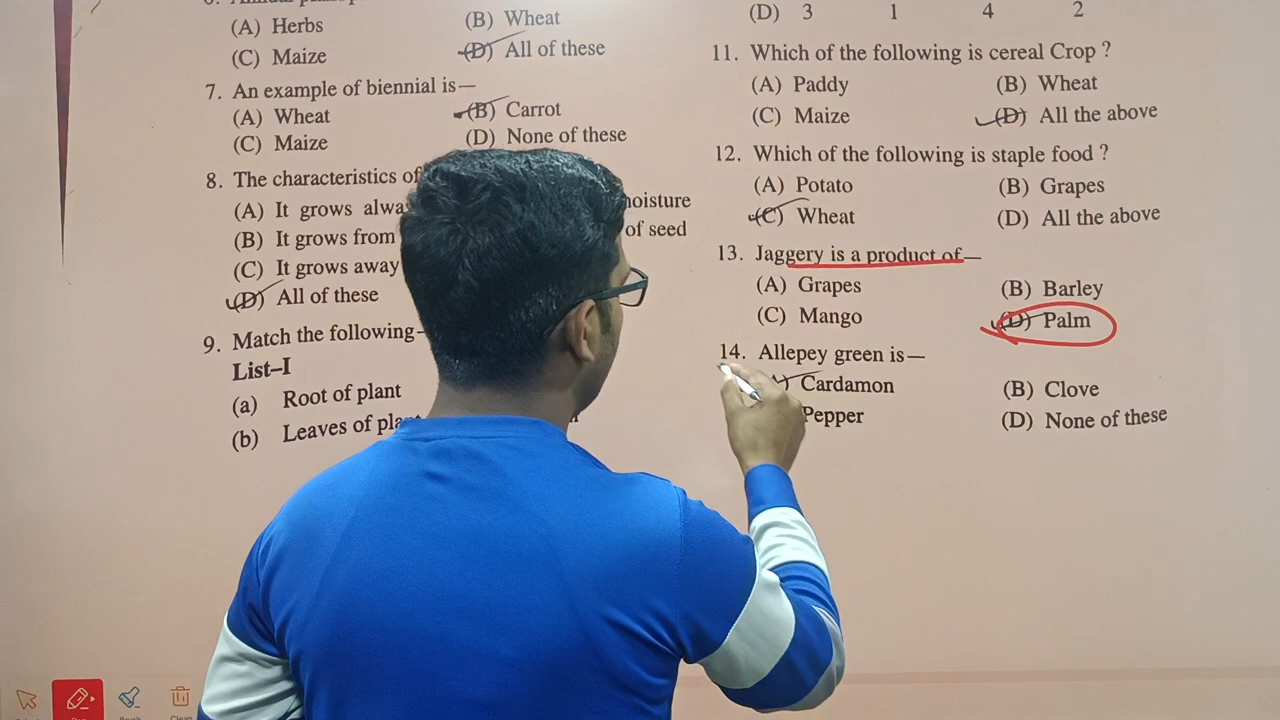 (A) Herbs
(B) Wheat
(C) Maize
(D) All of these
7. An example of biennial is—
(A) Wheat
(B) Carrot
(C) Maize
(D) None of these
8. The characteristics of
(A) It grows
moisture
(B) It grows from
of seed
(C) It grows away
(D) All of these
9. Match the following-
List–I
(a) Root of plant
(b) Leaves of
(D) 3 1 4 2
11. Which of the following is cereal Crop ?
(A) Paddy
(B) Wheat
(C) Maize
(D) All the above
12. Which of the following is staple food ?
(A) Potato
(B) Grapes
(C) Wheat
(D) All the above
13. Jaggery is a product of—
(A) Grapes
(B) Barley
(C) Mango
(D) Palm
14. Allepey green is—
Cardamon
(B) Clove
Pepper
(D) None of these
Clean